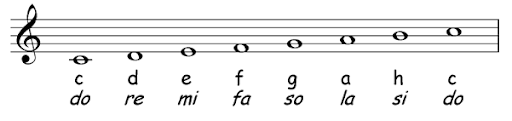 c d e f g a h c
do re mi fa so la si do